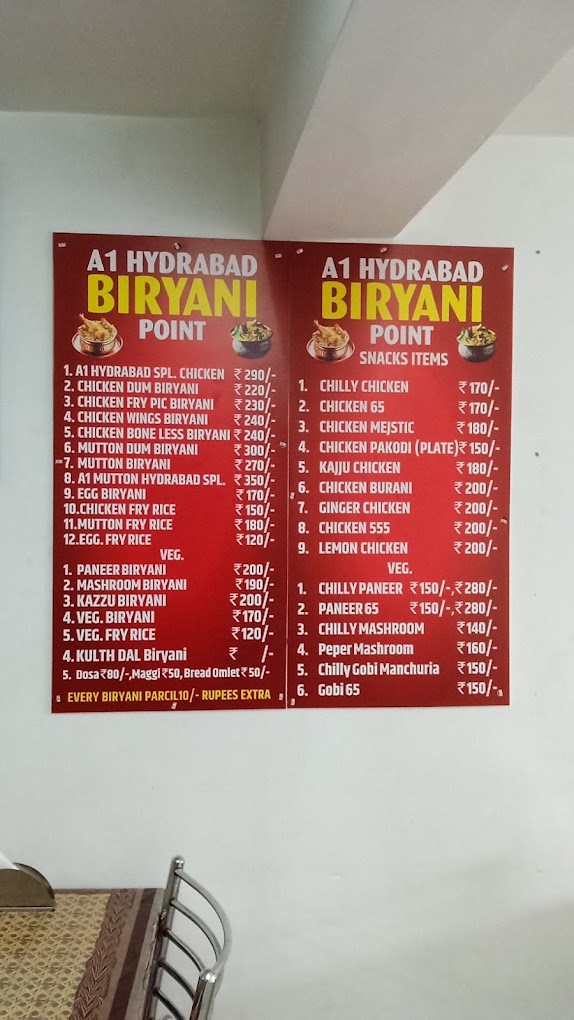 A1 HYDRABAD
BIRYANI
POINT
1. A1 HYDRABAD SPL. CHICKEN ₹ 290/-
2. CHICKEN DUM BIRYANI ₹ 220/-
3. CHICKEN FRY PIC BIRYANI ₹ 230/-
4. CHICKEN WINGS BIRYANI ₹ 240/-
5. CHICKEN BONE LESS BIRYANI ₹ 240/-
6. MUTTON DUM BIRYANI ₹ 300/-
7. MUTTON BIRYANI ₹ 270/-
8. A1 MUTTON HYDRABAD SPL. ₹ 350/-
9. EGG BIRYANI ₹ 170/-
10.CHICKEN FRY RICE ₹ 150/-
11.MUTTON FRY RICE ₹ 180/-
12.EGG. FRY RICE ₹ 120/-
VEG.
1. PANEER BIRYANI ₹ 200/-
2. MASHROOM BIRYANI ₹ 190/-
3. KAZZU BIRYANI ₹ 200/-
4. VEG. BIRYANI ₹ 170/-
5. VEG. FRY RICE ₹ 120/-
4. KULTH DAL Biryani ₹ /-
5. Dosa ₹80/-,Maggi ₹50, Bread Omlet ₹ 50/-
EVERY BIRYANI PARCIL10/- RUPEES EXTRA
A1 HYDRABAD
BIRYANI
POINT
SNACKS ITEMS
1. CHILLY CHICKEN ₹ 170/-
2. CHICKEN 65 ₹ 170/-
3. CHICKEN MEJSTIC ₹ 180/-
4. CHICKEN PAKODI (PLATE) ₹ 150/-
5. KAJJU CHICKEN ₹ 180/-
6. CHICKEN BURANI ₹ 200/-
7. GINGER CHICKEN ₹ 200/-
8. CHICKEN 555 ₹ 200/-
9. LEMON CHICKEN ₹ 200/-
VEG.
1. CHILLY PANEER ₹ 150/-,₹ 280/-
2. PANEER 65 ₹ 150/-,₹ 280/-
3. CHILLY MASHROOM ₹ 140/-
4. Peper Mashroom ₹ 160/-
5. Chilly Gobi Manchuria ₹ 150/-
6. Gobi 65 ₹ 150/-